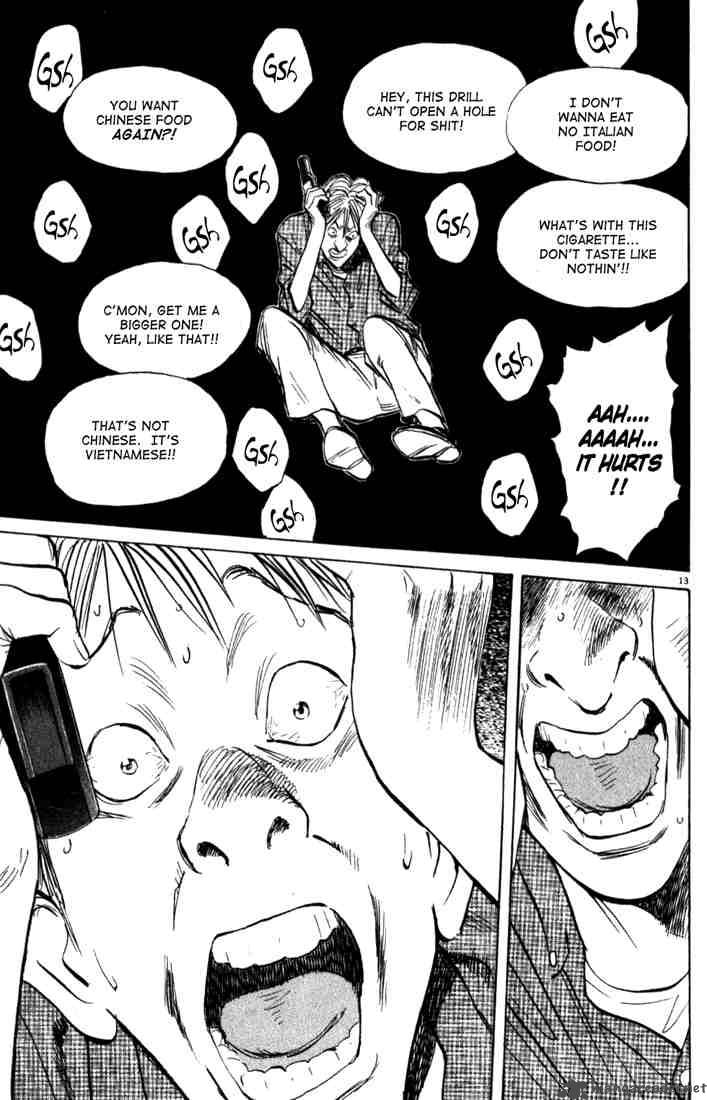 GSh
I DON'T
WANNA EAT
NO ITALIAN
FOOD!
HEY, THIS DRILL
CAN'T OPEN A HOLE
FOR SHIT!
GSh
GSh
YOU WANT
CHINESE FOOD
AGAIN?!
WHAT'S WITH THIS
CIGARETTE...
DON'T TASTE LIKE
NOTHIN'!!
GSh
GSh
GSh
GSh
C'MON, GET ME A
BIGGER ONE!
YEAH, LIKE THAT!!
GSh
GSh
THAT'S NOT
CHINESE. IT'S
VIETNAMESE!!
GSh
GSh
GSh
AAH....
AAAAH...
IT HURTS
!!
13